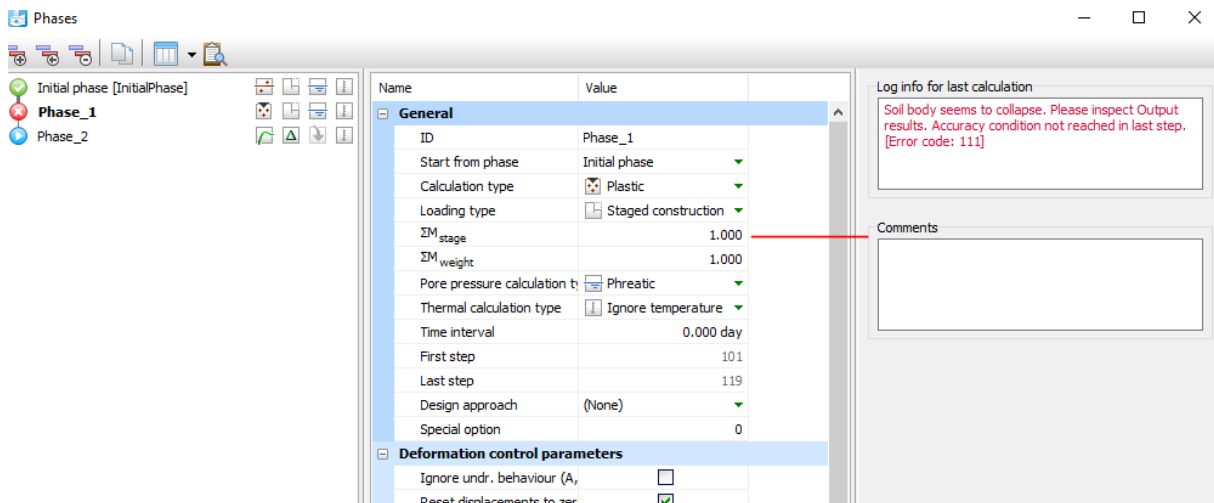 Phases
Initial phase [InitialPhase]
Phase_1
Phase_2
Name Value
General
ID Phase_1
Start from phase Initial phase
Calculation type Plastic
Loading type Staged construction
ΣM stage 1.000
ΣM weight 1.000
Pore pressure calculation ty Phreatic
Thermal calculation type Ignore temperature
Time interval 0.000 day
First step 101
Last step 119
Design approach (None)
Special option 0
Deformation control parameters
Ignore undr. behaviour (A,
Reset displacements to zer
Log info for last calculation
Soil body seems to collapse. Please inspect Output
results. Accuracy condition not reached in last step.
[Error code: 111]
Comments